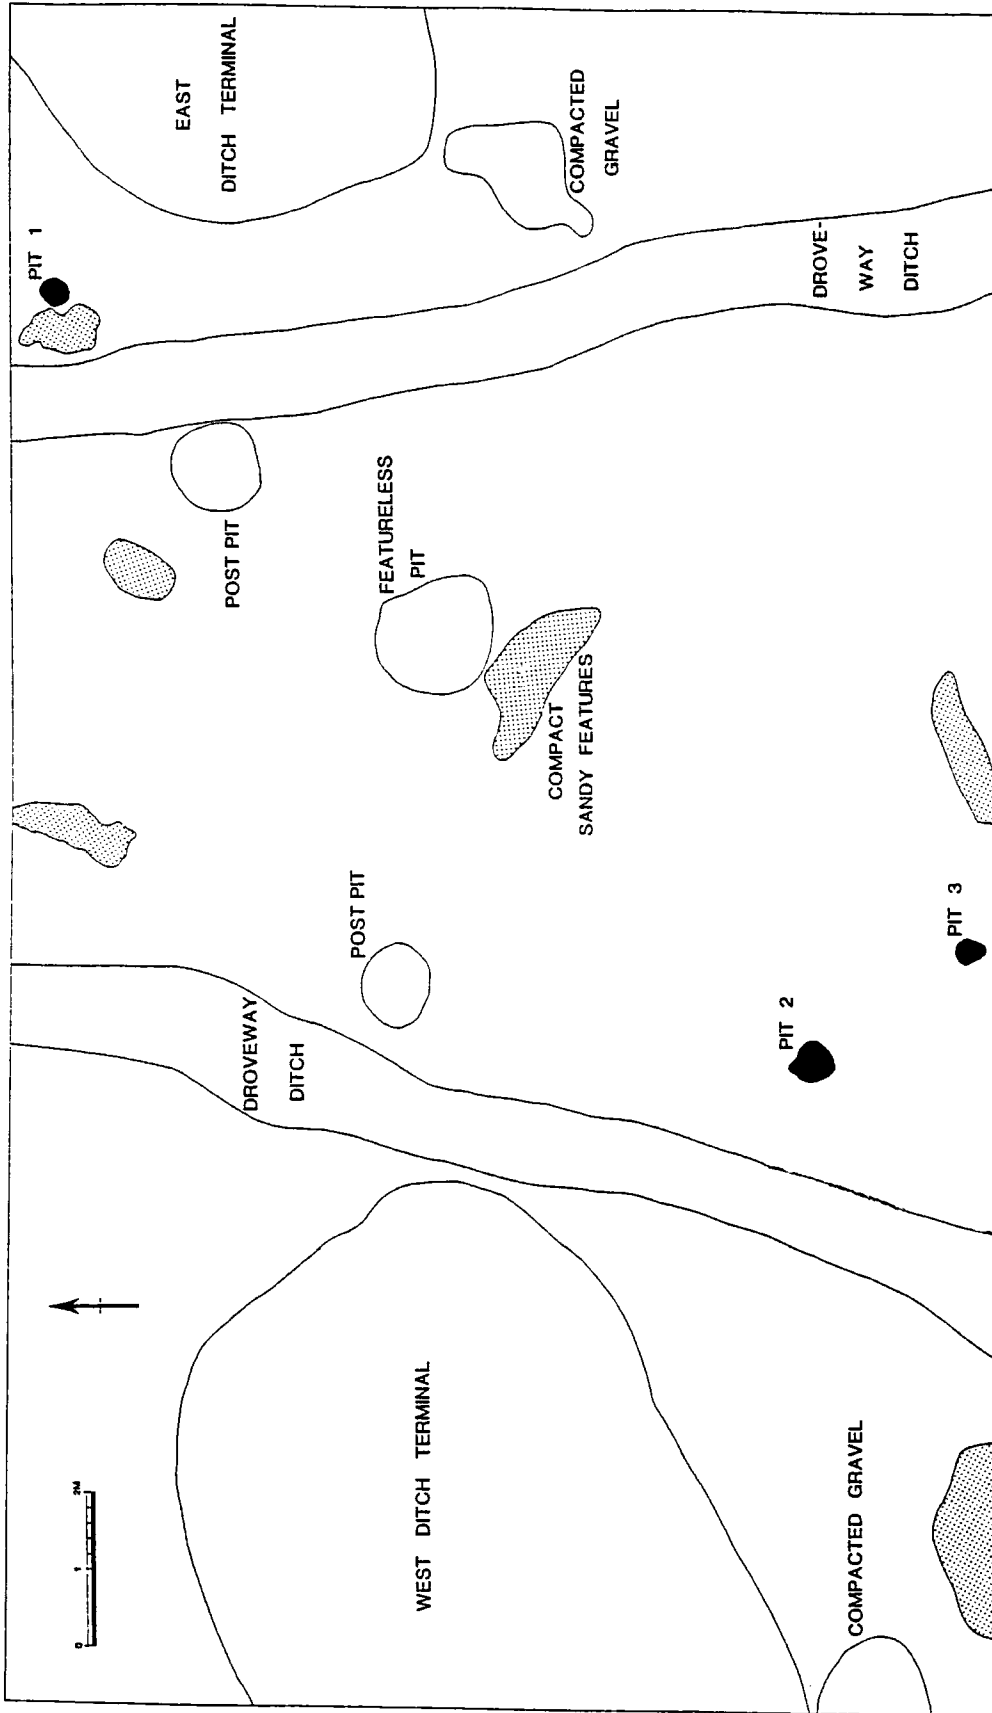 PIT 1
0 1 2M
EAST
DITCH TERMINAL
POST PIT
DROVEWAY
DITCH
POST PIT
FEATURELESS
PIT
WEST DITCH TERMINAL
COMPACTED
GRAVEL
COMPACT
SANDY FEATURES
PIT 2
DROVE-
WAY
DITCH
COMPACTED GRAVEL
PIT 3